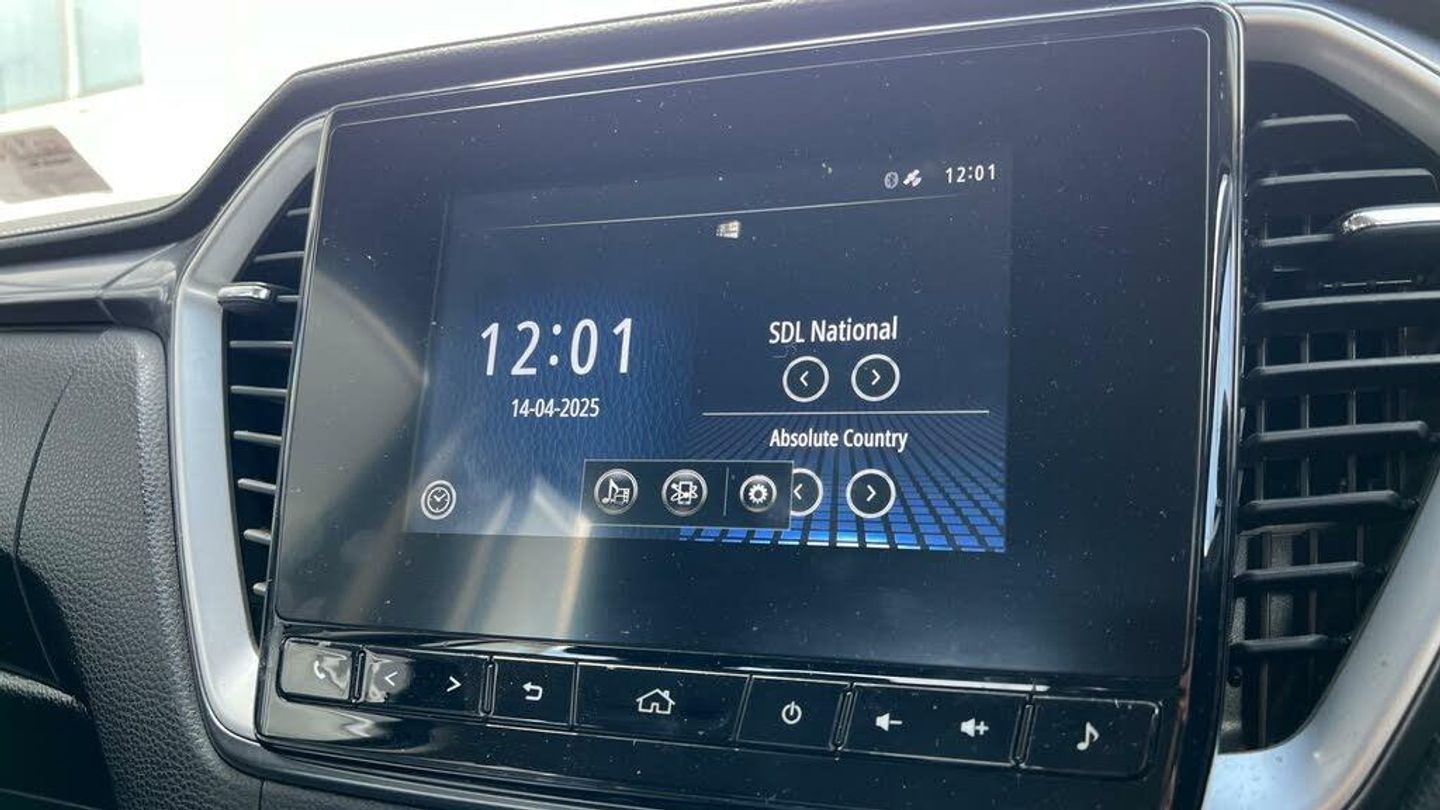 12:01
12:01
14-04-2025
SDL National
Absolute Country